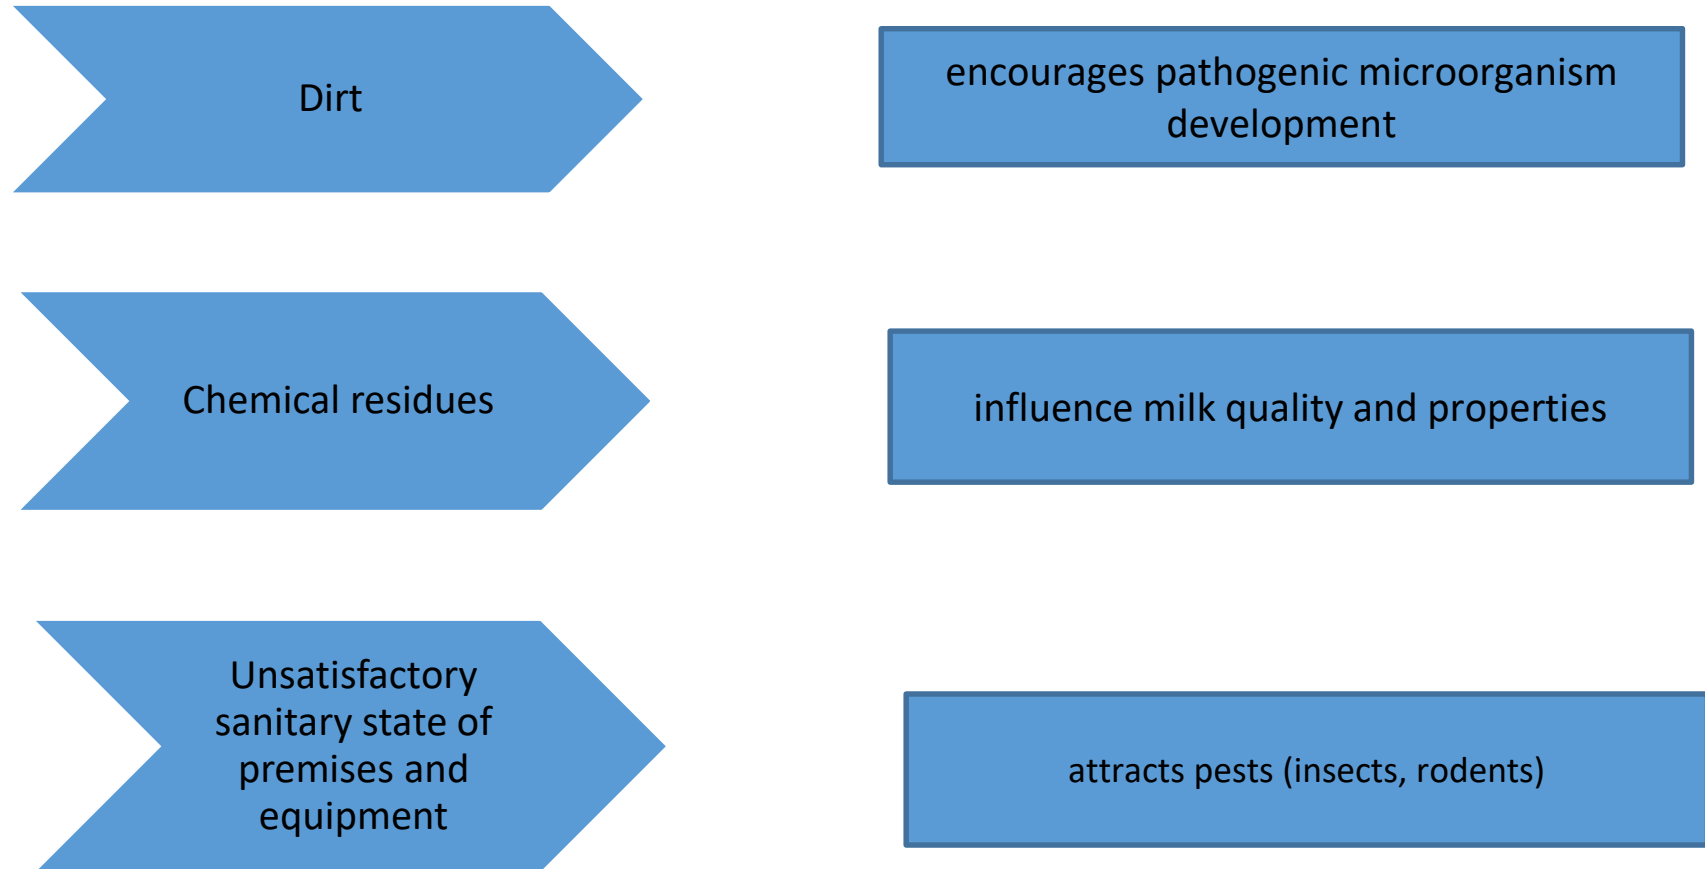 Dirt
encourages pathogenic microorganism
development
Chemical residues
influence milk quality and properties
Unsatisfactory
sanitary state of
premises and
equipment
attracts pests (insects, rodents)